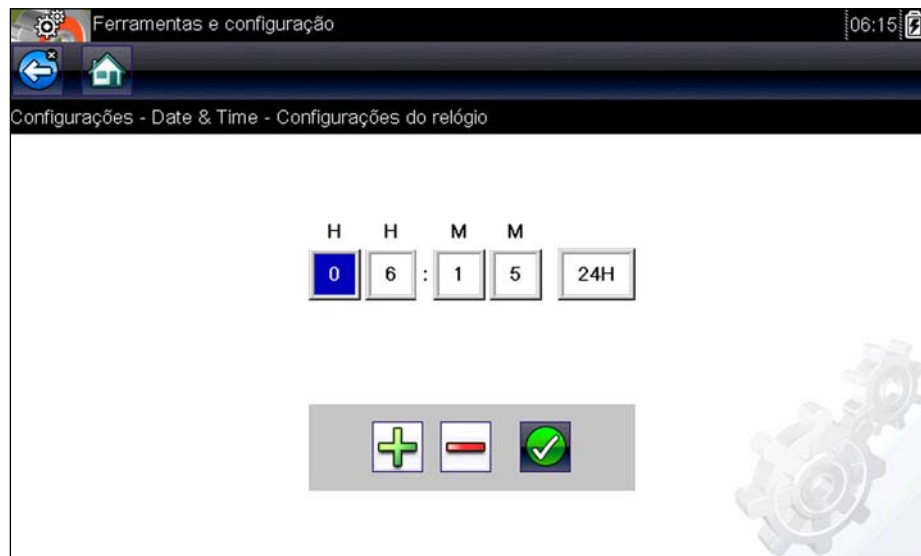 Ferramentas e configuração 06:15
Configurações - Date & Time - Configurações do relógio
H H M M
0 6 : 1 5 24H